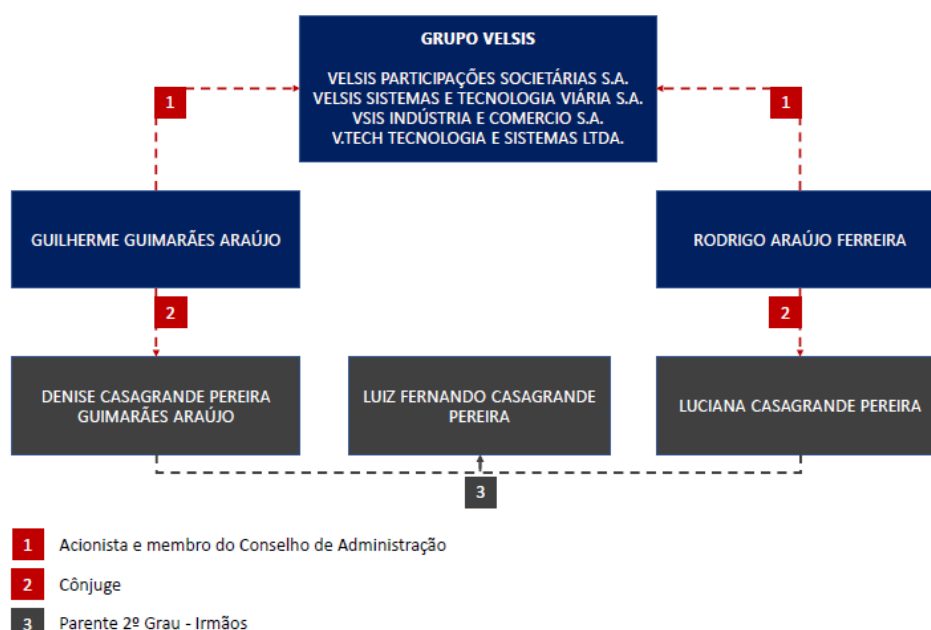 GRUPO VELSIS
VELSIS PARTICIPAÇÕES SOCIETÁRIAS S.A.
VELSIS SISTEMAS E TECNOLOGIA VIÁRIA S.A.
VSIS INDÚSTRIA E COMERCIO S.A.
V.TECH TECNOLOGIA E SISTEMAS LTDA.
1
1
GUILHERME GUIMARÃES ARAÚJO
RODRIGO ARAÚJO FERREIRA
2
2
DENISE CASAGRANDE PEREIRA
GUIMARÃES ARAÚJO
LUIZ FERNANDO CASAGRANDE
PEREIRA
LUCIANA CASAGRANDE PEREIRA
3
1 Acionista e membro do Conselho de Administração
2 Cônjuge
3 Parente 2º Grau - Irmãos